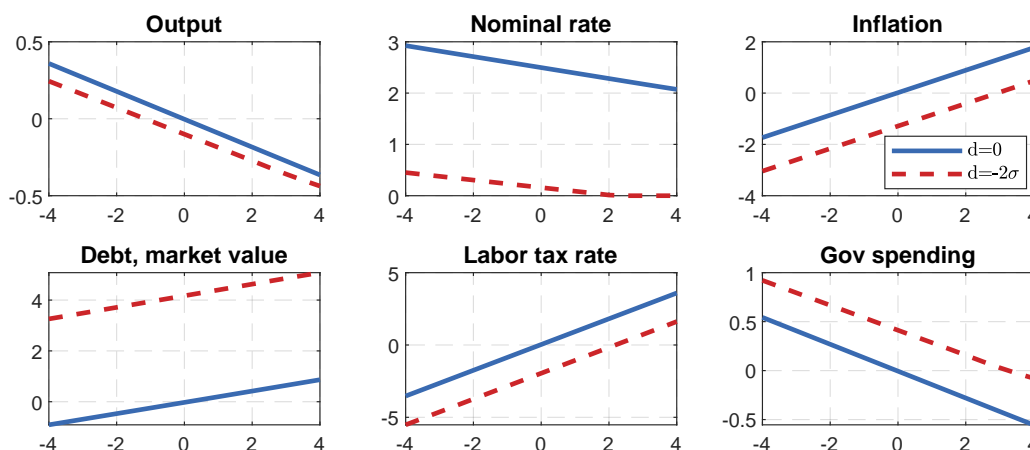 Output
0.5
0
-0.5
-4 -2 0 2 4
Nominal rate
3
2
1
0
-4 -2 0 2 4
Inflation
2
0
-2
-4
-4 -2 0 2 4
d=0
d=-2σ
Debt, market value
4
2
0
-4 -2 0 2 4
Labor tax rate
5
0
-5
-4 -2 0 2 4
Gov spending
1
0.5
0
-0.5
-4 -2 0 2 4